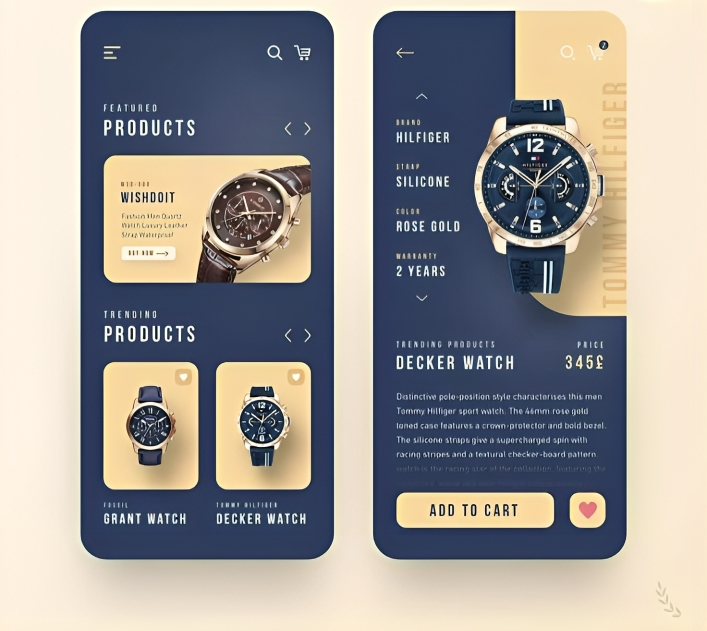 FEATURED
PRODUCTS
WISHDOIT
Fashion Men Quartz
Watch Luxury Leather
Strap Waterproof
BUY NOW
TRENDING
PRODUCTS
FOSSIL
GRANT WATCH
TOMMY HILFIGER
DECKER WATCH
BRAND
HILFIGER
STRAP
SILICONE
COLOR
ROSE GOLD
WARRANTY
2 YEARS
TOMMY HILFIGER
TRENDING PRODUCTS
DECKER WATCH
PRICE
345£
Distinctive pole-position style characterises this men
Tommy Hilfiger sport watch. The 46mm rose gold
toned case features a crown-protector and bold bezel.
The silicone straps give a supercharged spin with
racing stripes and a textural checker-board pattern
watch is the racing star of the collection, featuring the
ADD TO CART